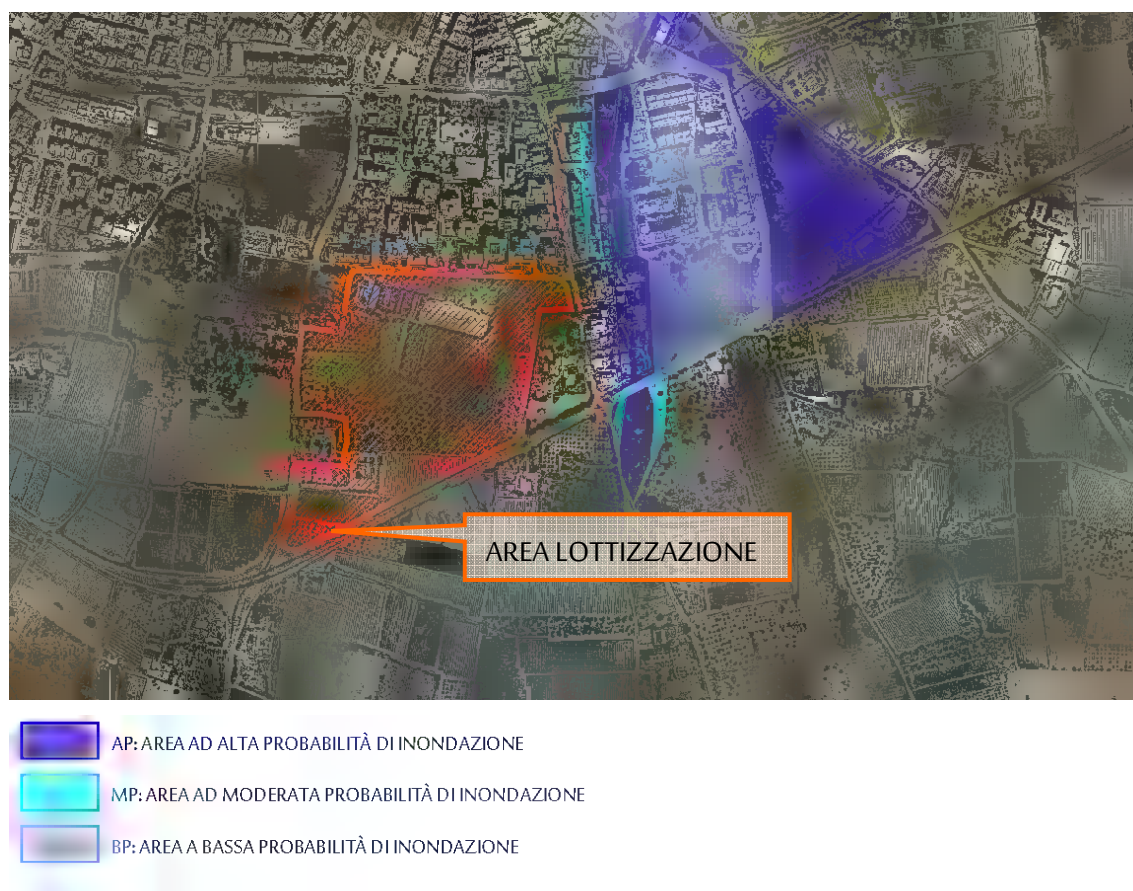 AREA LOTTIZZAZIONE
AP: AREA AD ALTA PROBABILITÀ DI INONDAZIONE
MP: AREA AD MODERATA PROBABILITÀ DI INONDAZIONE
BP: AREA A BASSA PROBABILITÀ DI INONDAZIONE